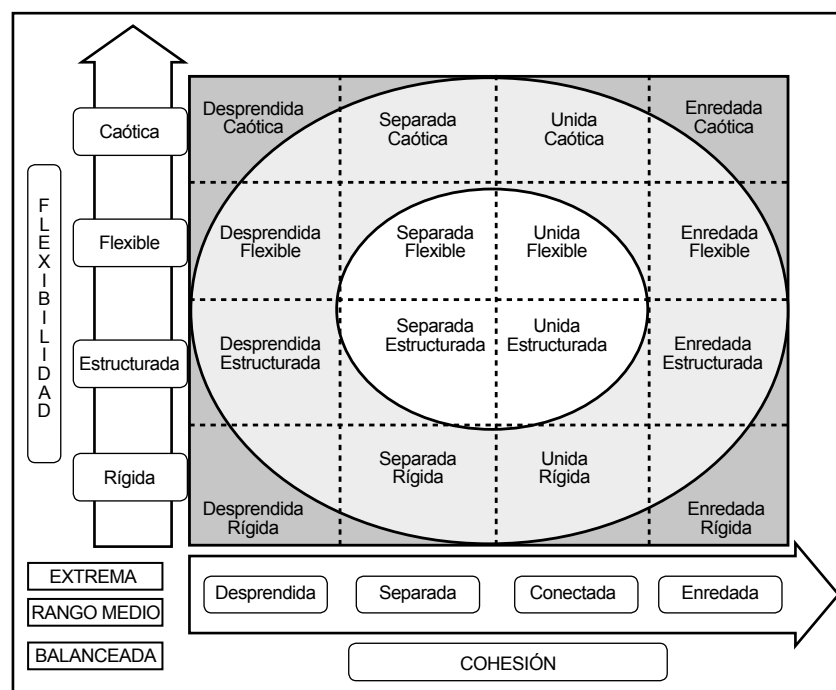 Caótica
Desprendida
Caótica
Separada
Caótica
Unida
Caótica
Enredada
Caótica
FLEXIBILIDAD
Flexible
Desprendida
Flexible
Separada
Flexible
Unida
Flexible
Enredada
Flexible
Estructurada
Desprendida
Estructurada
Separada
Estructurada
Unida
Estructurada
Enredada
Estructurada
Rígida
Desprendida
Rígida
Separada
Rígida
Unida
Rígida
Enredada
Rígida
EXTREMA
RANGO MEDIO
BALANCEADA
Desprendida
Separada
Conectada
Enredada
COHESIÓN